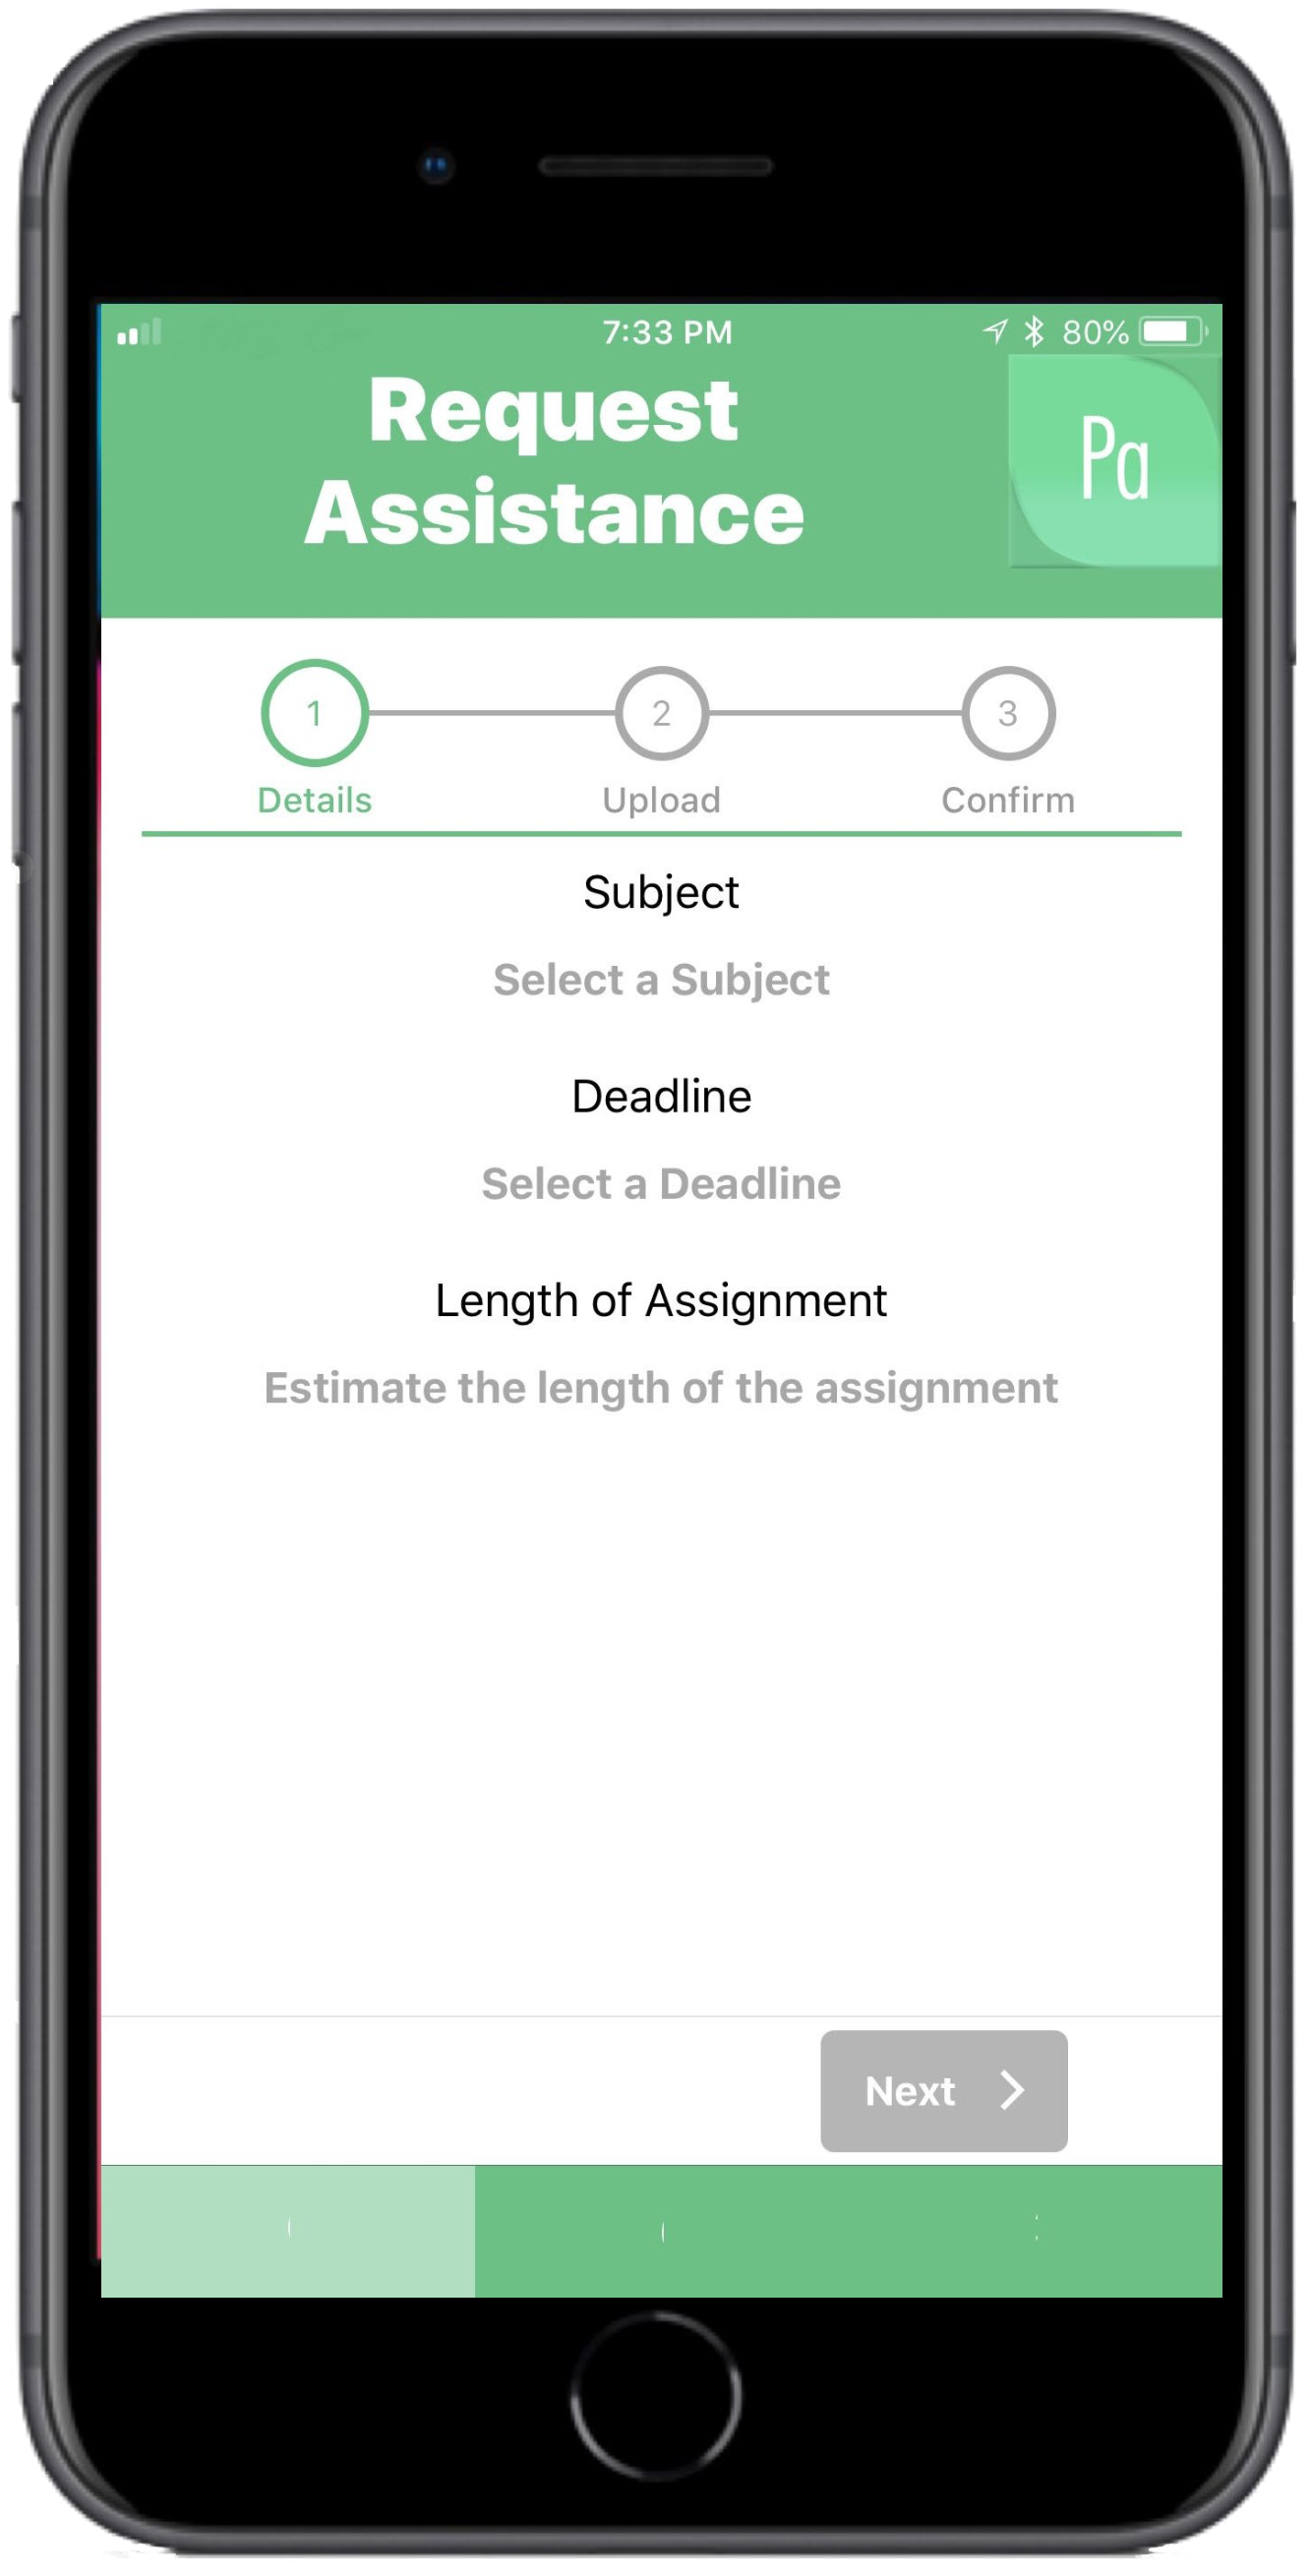 7:33 PM 80%
Request
Assistance
Pa
1 2 3
Details Upload Confirm
Subject
Select a Subject
Deadline
Select a Deadline
Length of Assignment
Estimate the length of the assignment
Next